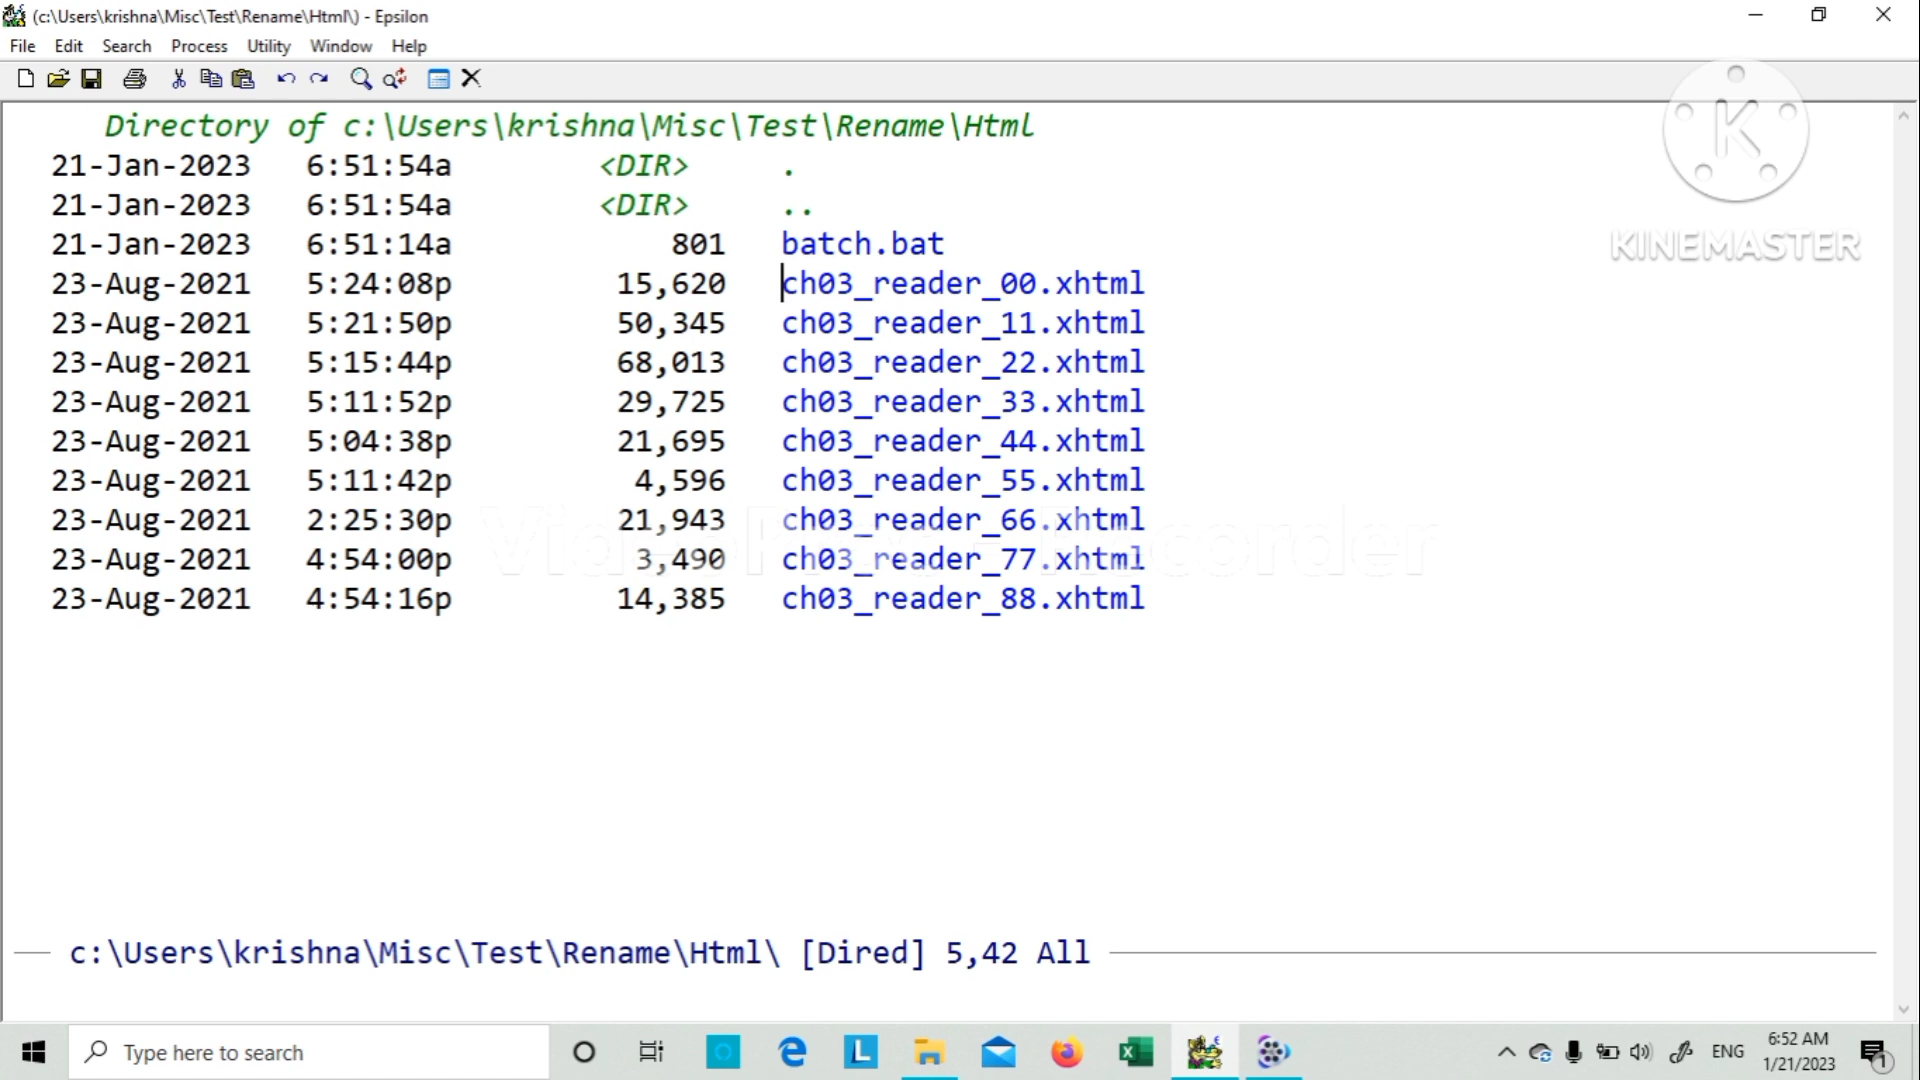 (c:\Users\krishna\Misc\Test\Rename\Html\) - Epsilon
File Edit Search Process Utility Window Help
Directory of c:\Users\krishna\Misc\Test\Rename\Html
21-Jan-2023 6:51:54a <DIR> .
21-Jan-2023 6:51:54a <DIR> ..
21-Jan-2023 6:51:14a 801 batch.bat
23-Aug-2021 5:24:08p 15,620 ch03_reader_00.xhtml
23-Aug-2021 5:21:50p 50,345 ch03_reader_11.xhtml
23-Aug-2021 5:15:44p 68,013 ch03_reader_22.xhtml
23-Aug-2021 5:11:52p 29,725 ch03_reader_33.xhtml
23-Aug-2021 5:04:38p 21,695 ch03_reader_44.xhtml
23-Aug-2021 5:11:42p 4,596 ch03_reader_55.xhtml
23-Aug-2021 2:25:30p 21,943 ch03_reader_66.xhtml
23-Aug-2021 4:54:00p 3,490 ch03_reader_77.xhtml
23-Aug-2021 4:54:16p 14,385 ch03_reader_88.xhtml
K
KINEMASTER
c:\Users\krishna\Misc\Test\Rename\Html\ [Dired] 5,42 All
Type here to search
ENG
6:52 AM
1/21/2023
1